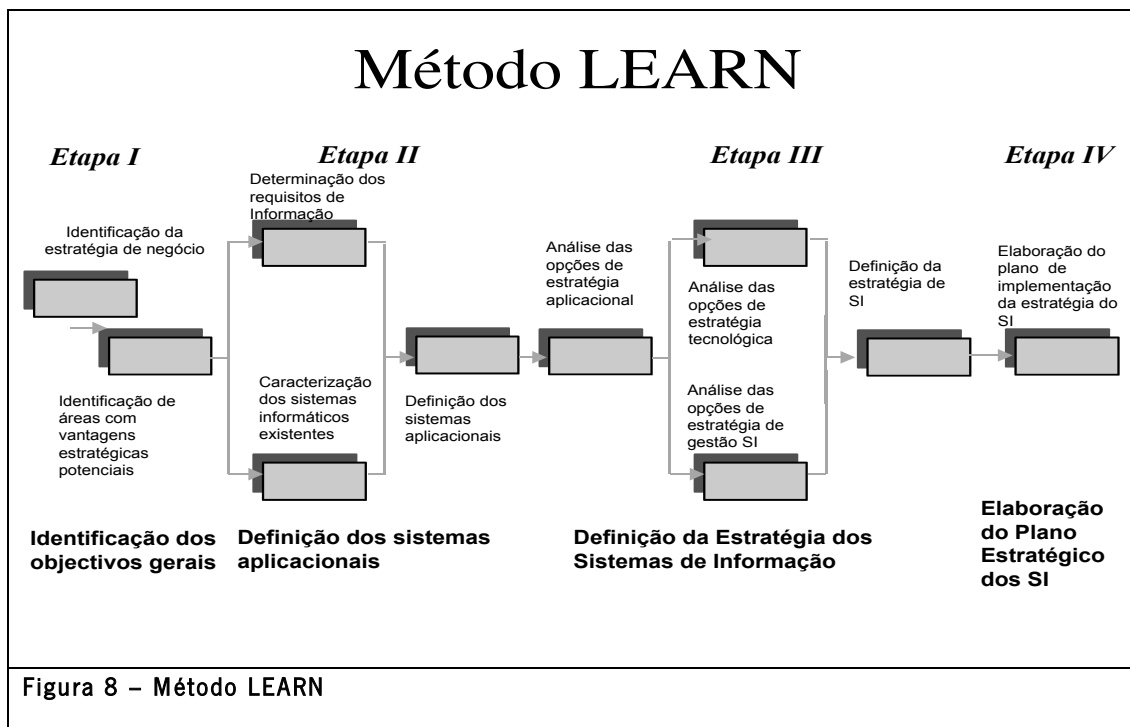 Método LEARN
Etapa I
Etapa II
Etapa III
Etapa IV
Identificação da
estratégia de negócio
Identificação de
áreas com
vantagens
estratégicas
potenciais
Determinação dos
requisitos de
Informação
Caracterização
dos sistemas
informáticos
existentes
Definição dos
sistemas
aplicacionais
Análise das
opções de
estratégia
aplicacional
Análise das
opções de
estratégia
tecnológica
Análise das
opções de
estratégia de
gestão SI
Definição da
estratégia de
SI
Elaboração do
plano de
implementação
da estratégia do
SI
Identificação dos
objectivos gerais
Definição dos sistemas
aplicacionais
Definição da Estratégia dos
Sistemas de Informação
Elaboração
do Plano
Estratégico
dos SI
Figura 8 – Método LEARN